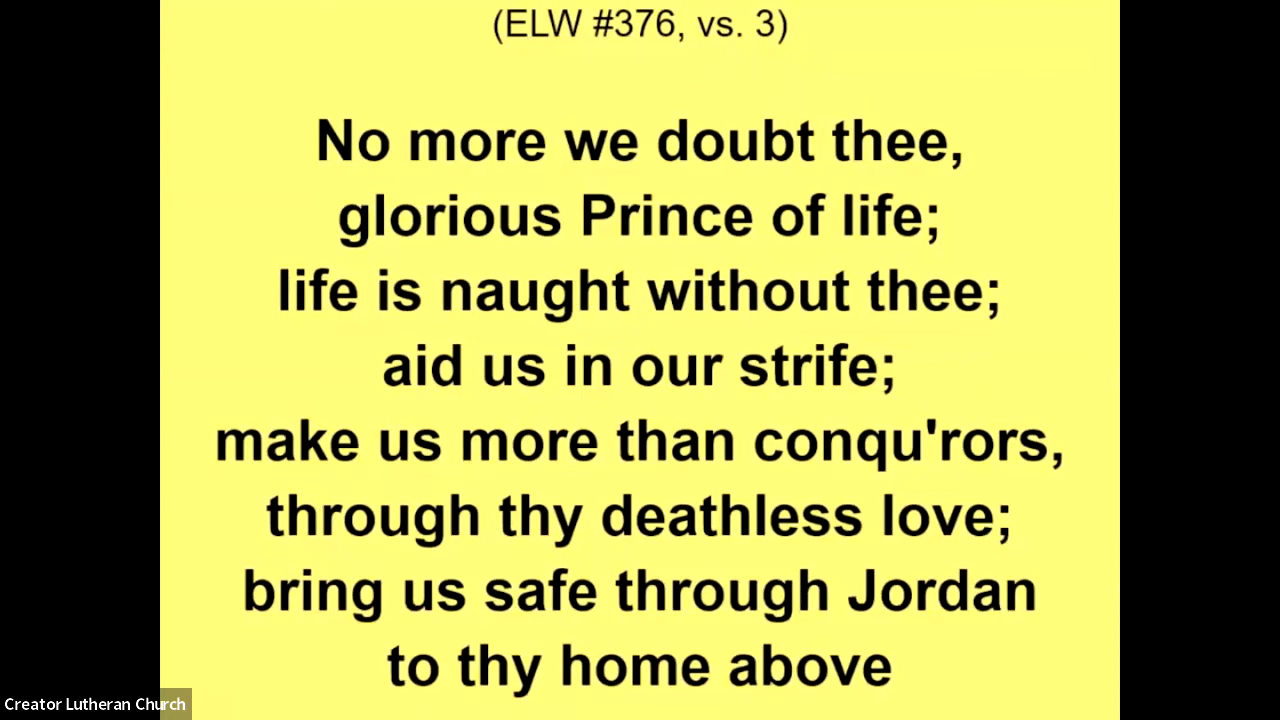 (ELW #376, vs. 3)
No more we doubt thee,
glorious Prince of life;
life is naught without thee;
aid us in our strife;
make us more than conqu'rors,
through thy deathless love;
bring us safe through Jordan
to thy home above
Creator Lutheran Church